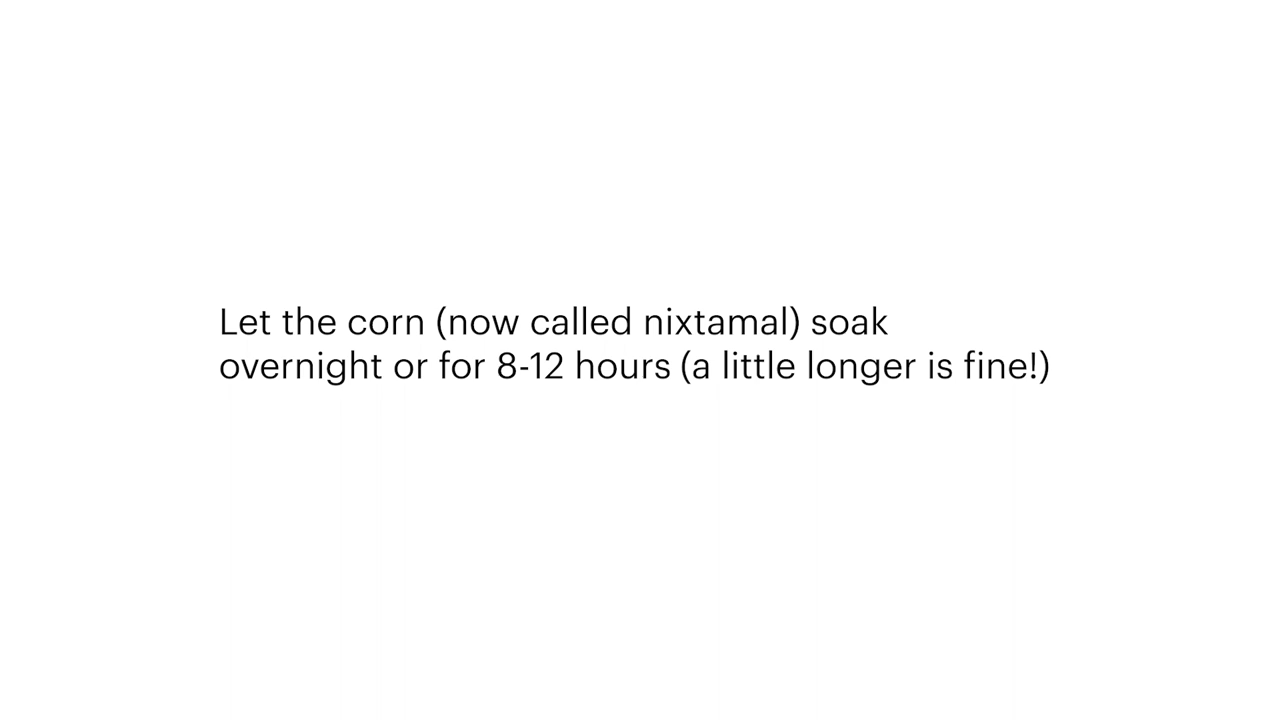 Let the corn (now called nixtamal) soak
overnight or for 8-12 hours (a little longer is fine!)